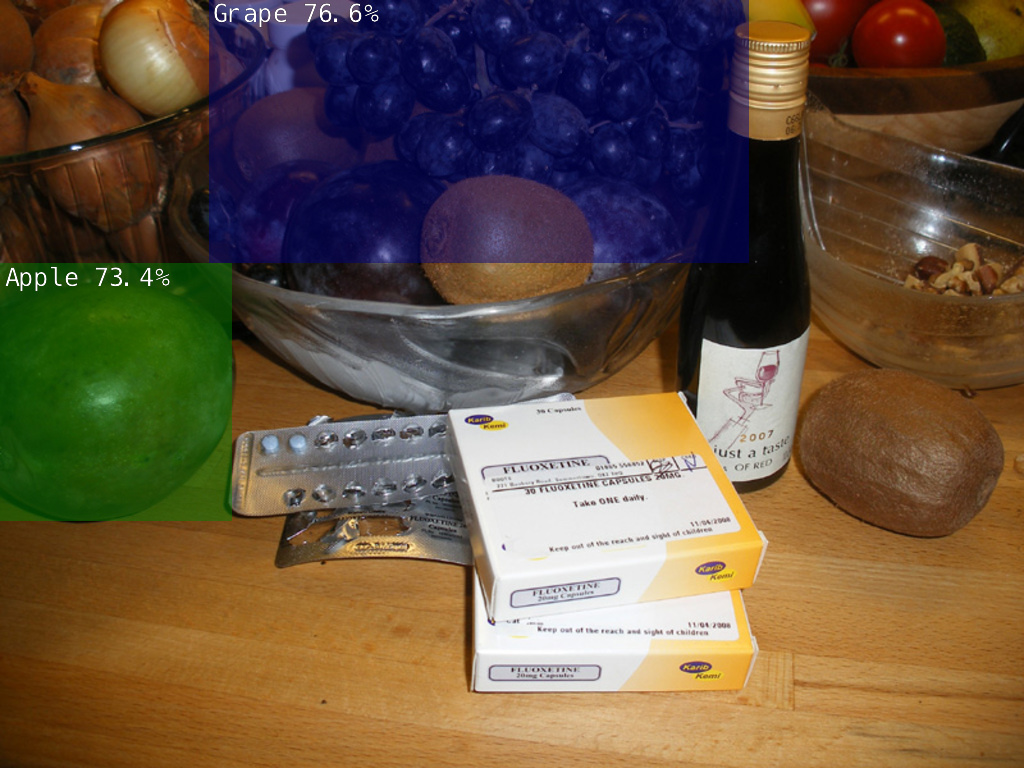 Grape 76.6%
Apple 73.4%
2007
just a taste
OF RED
30 Capsules
Karib
Kemi
FLUOXETINE
30 FLUOXETINE CAPSULES 20MG
Take ONE daily.
11/04/2008
Keep out of the reach and sight of children
Karib
Kemi
FLUOXETINE
20mg Capsules
11/04/2008
Keep out of the reach and sight of children
FLUOXETINE
20mg Capsules
Karib
Kemi